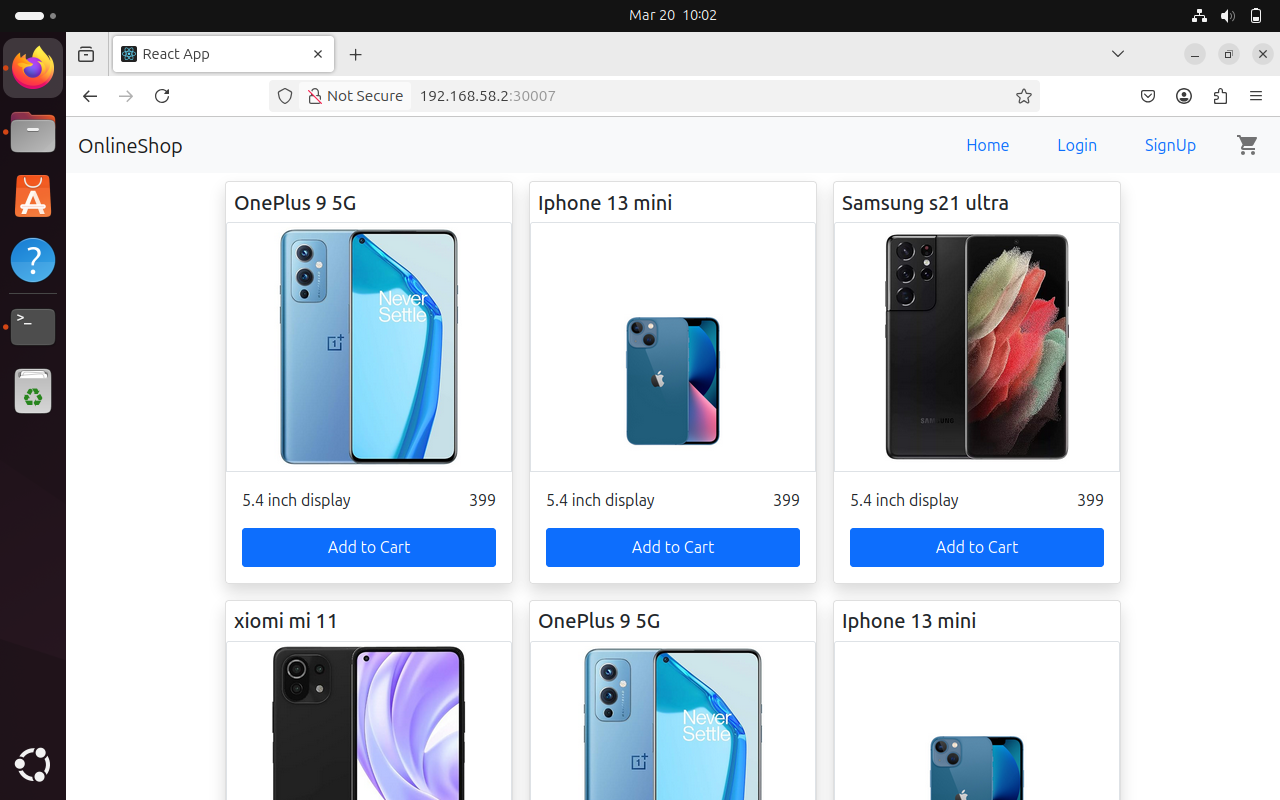 Mar 20 10:02
React App
Not Secure 192.168.58.2:30007
OnlineShop Home Login SignUp
OnePlus 9 5G Iphone 13 mini Samsung s21 ultra
Never
Settle
SAMSUNG
5.4 inch display 399 5.4 inch display 399 5.4 inch display 399
Add to Cart Add to Cart Add to Cart
xiomi mi 11 OnePlus 9 5G Iphone 13 mini
Never
Settle